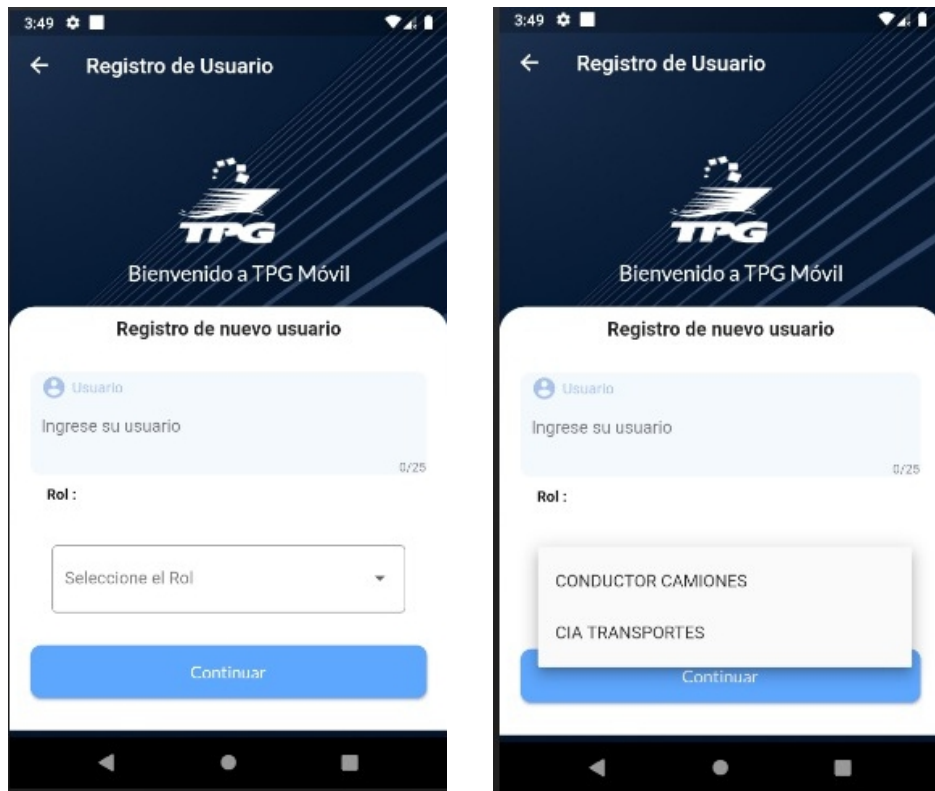 3:49
Registro de Usuario
TPG
Bienvenido a TPG Móvil
Registro de nuevo usuario
Usuario
Ingrese su usuario
0/25
Rol :
Seleccione el Rol
Continuar
3:49
Registro de Usuario
TPG
Bienvenido a TPG Móvil
Registro de nuevo usuario
Usuario
Ingrese su usuario
0/25
Rol :
CONDUCTOR CAMIONES
CIA TRANSPORTES
Continuar